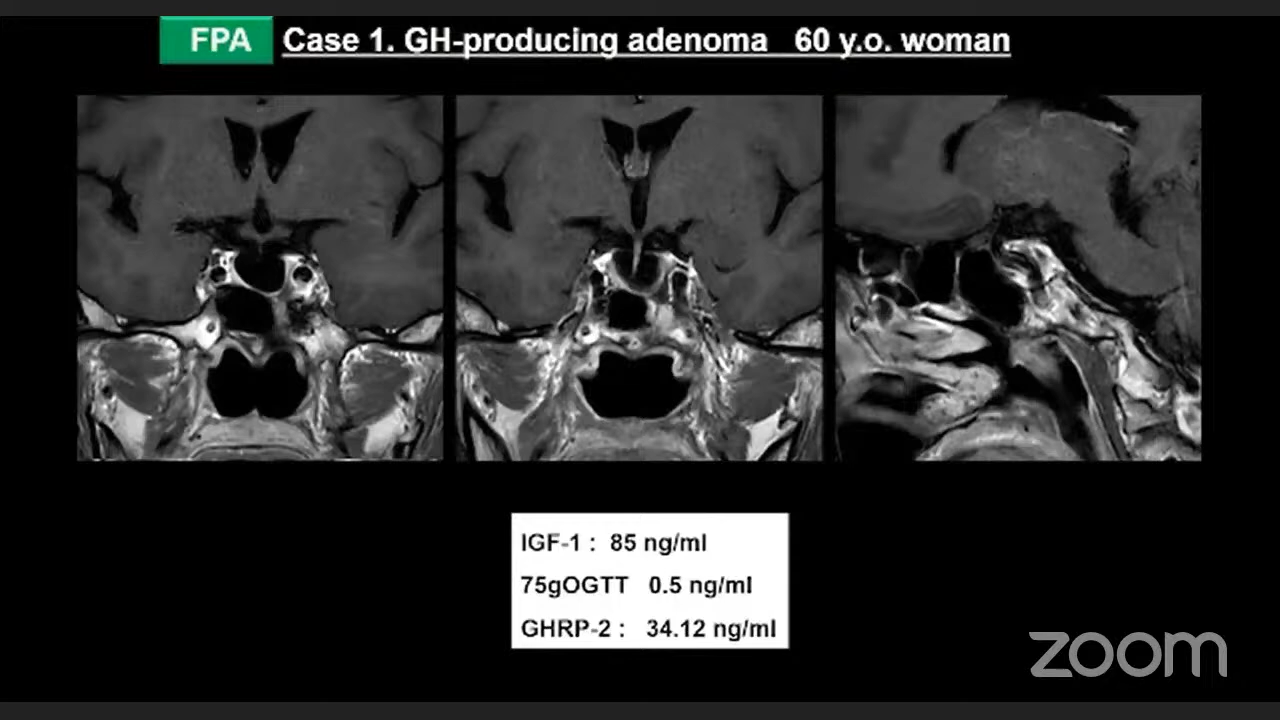 FPA Case 1. GH-producing adenoma 60 y.o. woman
IGF-1 : 85 ng/ml
75gOGTT 0.5 ng/ml
GHRP-2 : 34.12 ng/ml
zoom